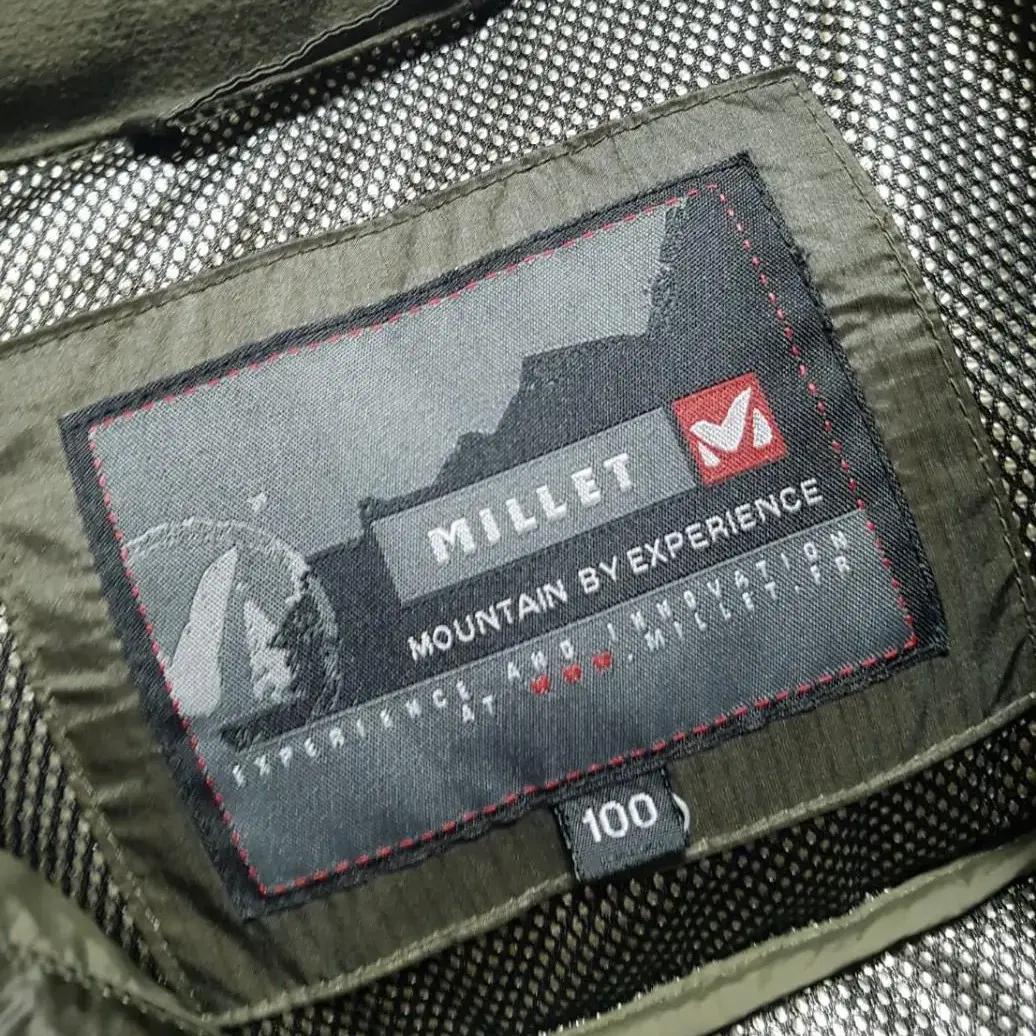 MILLET
MOUNTAIN BY EXPERIENCE
EXPERIENCE AND INNOVATION
AT WWW.MILLET.FR
100